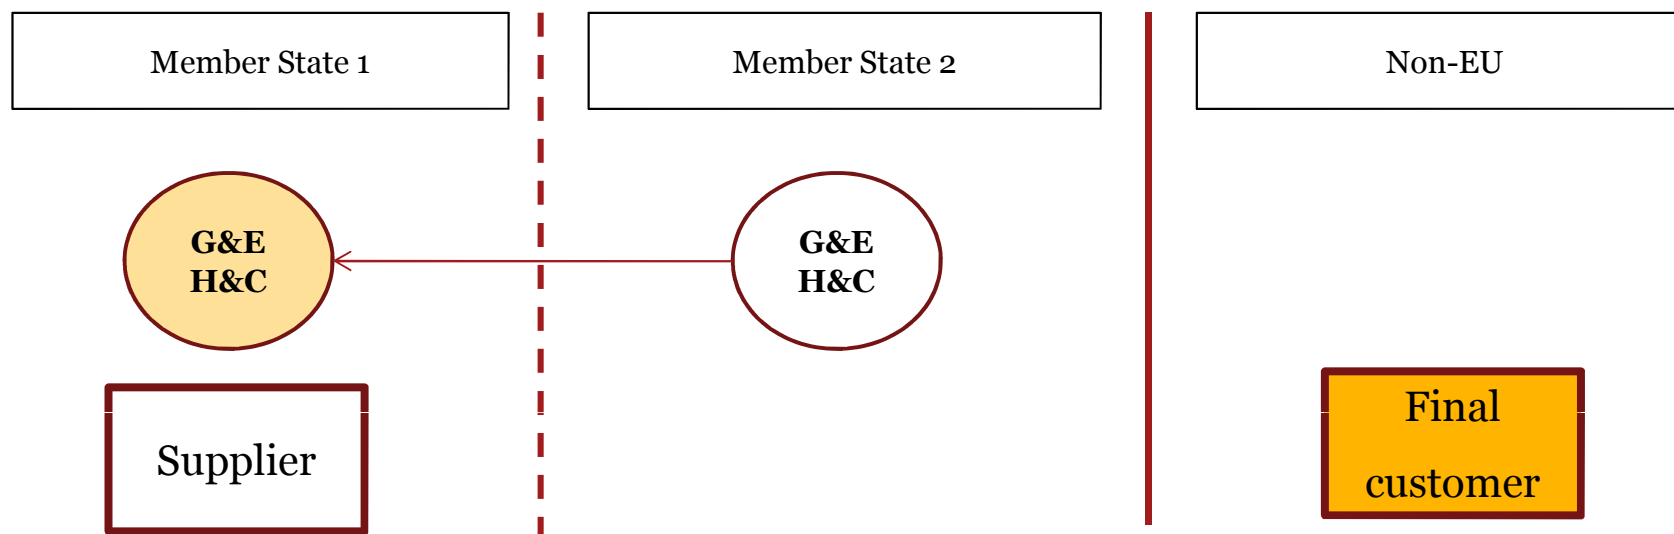 Member State 1
Member State 2
Non-EU
G&E
H&C
G&E
H&C
Supplier
Final
customer